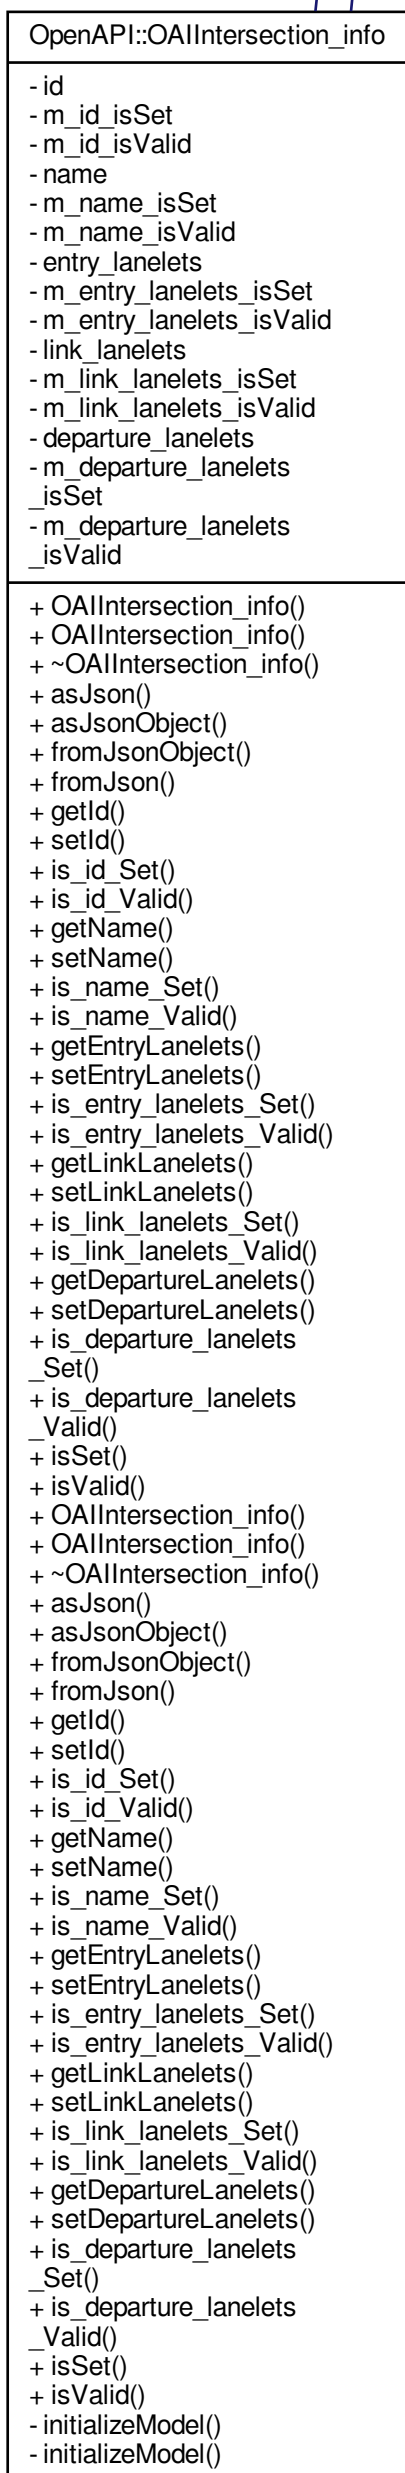 OpenAPI::OAIIntersection_info
- id
- m_id_isSet
- m_id_isValid
- name
- m_name_isSet
- m_name_isValid
- entry_lanelets
- m_entry_lanelets_isSet
- m_entry_lanelets_isValid
- link_lanelets
- m_link_lanelets_isSet
- m_link_lanelets_isValid
- departure_lanelets
- m_departure_lanelets
_isSet
- m_departure_lanelets
_isValid
+ OAIIntersection_info()
+ OAIIntersection_info()
+ ~OAIIntersection_info()
+ asJson()
+ asJsonObject()
+ fromJsonObject()
+ fromJson()
+ getId()
+ setId()
+ is_id_Set()
+ is_id_Valid()
+ getName()
+ setName()
+ is_name_Set()
+ is_name_Valid()
+ getEntryLanelets()
+ setEntryLanelets()
+ is_entry_lanelets_Set()
+ is_entry_lanelets_Valid()
+ getLinkLanelets()
+ setLinkLanelets()
+ is_link_lanelets_Set()
+ is_link_lanelets_Valid()
+ getDepartureLanelets()
+ setDepartureLanelets()
+ is_departure_lanelets
_Set()
+ is_departure_lanelets
_Valid()
+ isSet()
+ isValid()
+ OAIIntersection_info()
+ OAIIntersection_info()
+ ~OAIIntersection_info()
+ asJson()
+ asJsonObject()
+ fromJsonObject()
+ fromJson()
+ getId()
+ setId()
+ is_id_Set()
+ is_id_Valid()
+ getName()
+ setName()
+ is_name_Set()
+ is_name_Valid()
+ getEntryLanelets()
+ setEntryLanelets()
+ is_entry_lanelets_Set()
+ is_entry_lanelets_Valid()
+ getLinkLanelets()
+ setLinkLanelets()
+ is_link_lanelets_Set()
+ is_link_lanelets_Valid()
+ getDepartureLanelets()
+ setDepartureLanelets()
+ is_departure_lanelets
_Set()
+ is_departure_lanelets
_Valid()
+ isSet()
+ isValid()
- initializeModel()
- initializeModel()